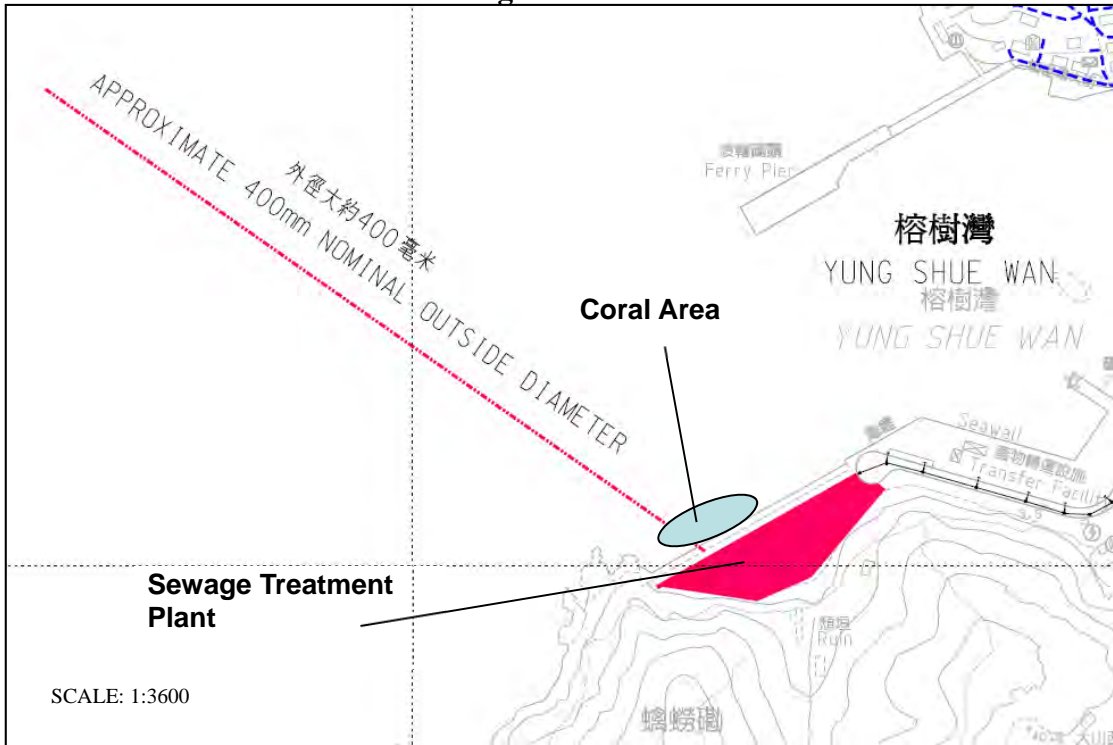 APPROXIMATE 400mm NOMINAL OUTSIDE DIAMETER
外徑大約400毫米
Ferry Pier
榕樹灣
YUNG SHUE WAN
榕樹灣
YUNG SHUE WAN
Coral Area
Seawall
Transfer Facili
Sewage Treatment
Plant
Ruin
SCALE: 1:3600